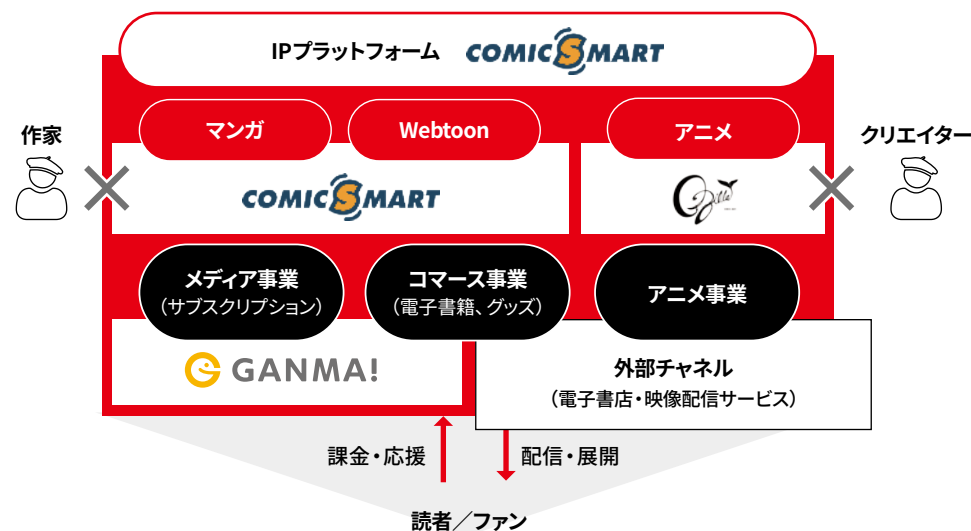 IPプラットフォーム COMICSMART
マンガ Webtoon アニメ
作家 クリエイター
COMICSMART
メディア事業
(サブスクリプション)
コマース事業
(電子書籍、グッズ)
アニメ事業
GANMA!
外部チャネル
(電子書店・映像配信サービス)
課金・応援 配信・展開
読者／ファン